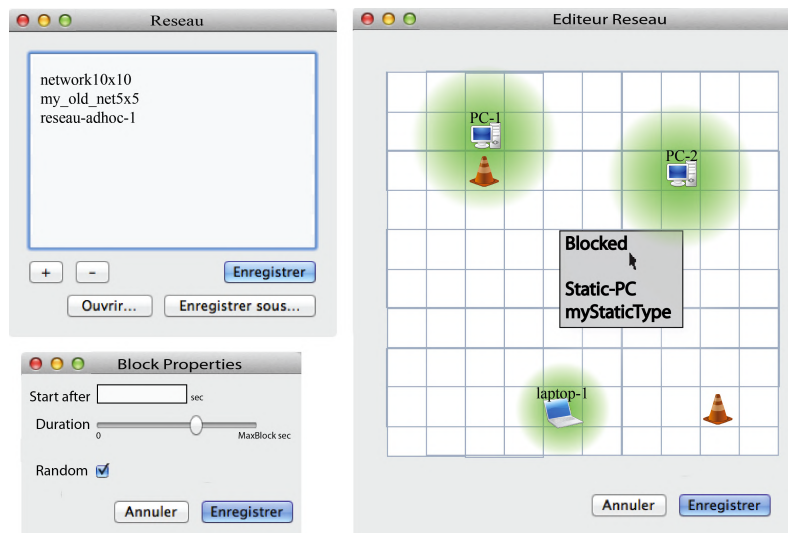 Reseau
network10x10
my_old_net5x5
reseau-adhoc-1
+ -
Enregistrer
Ouvrir... Enregistrer sous...
Block Properties
Start after sec
Duration
0 MaxBlock sec
Random
Annuler Enregistrer
Editeur Reseau
PC-1
PC-2
Blocked
Static-PC
myStaticType
laptop-1
Annuler Enregistrer